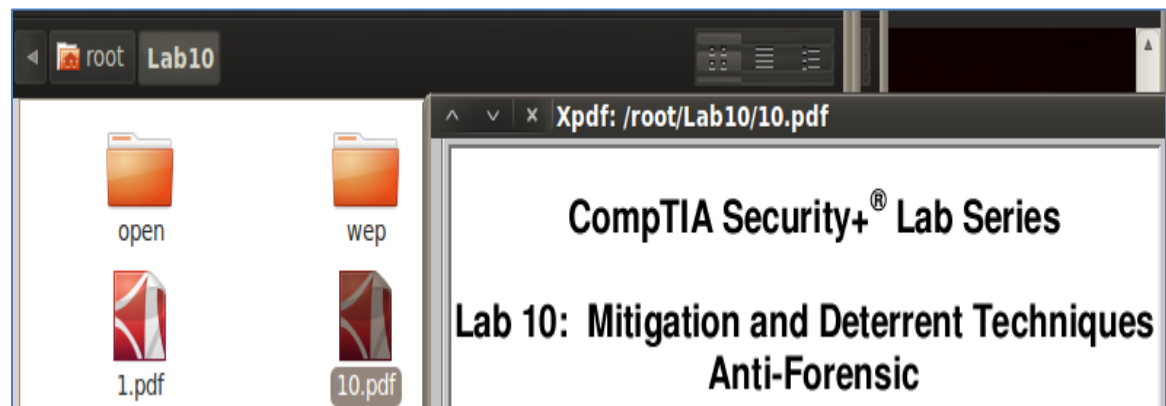 root Lab10
Xpdf: /root/Lab10/10.pdf
open wep
1.pdf 10.pdf
CompTIA Security+® Lab Series
Lab 10: Mitigation and Deterrent Techniques
Anti-Forensic